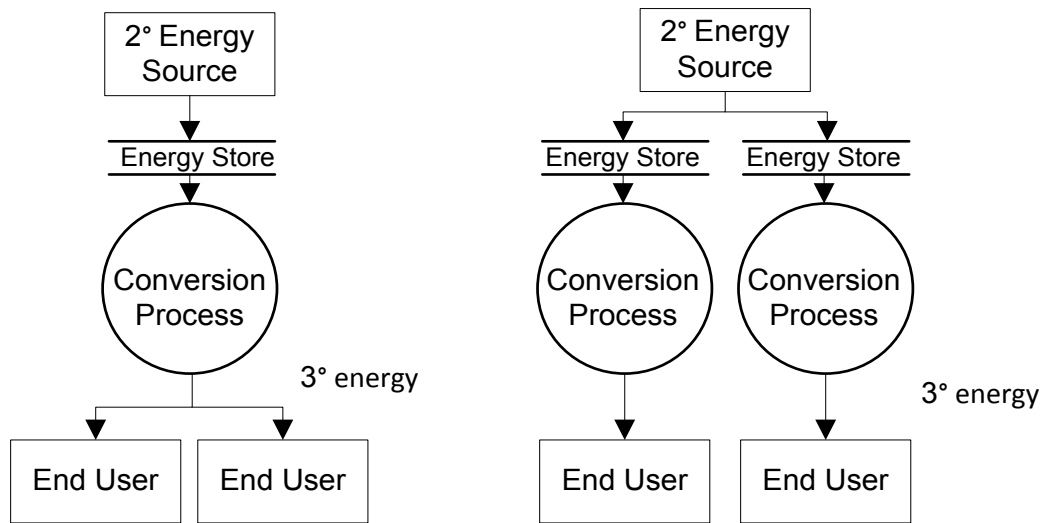 2° Energy
Source
Energy Store
Conversion
Process
3° energy
End User
End User
2° Energy
Source
Energy Store
Energy Store
Conversion
Process
Conversion
Process
3° energy
End User
End User